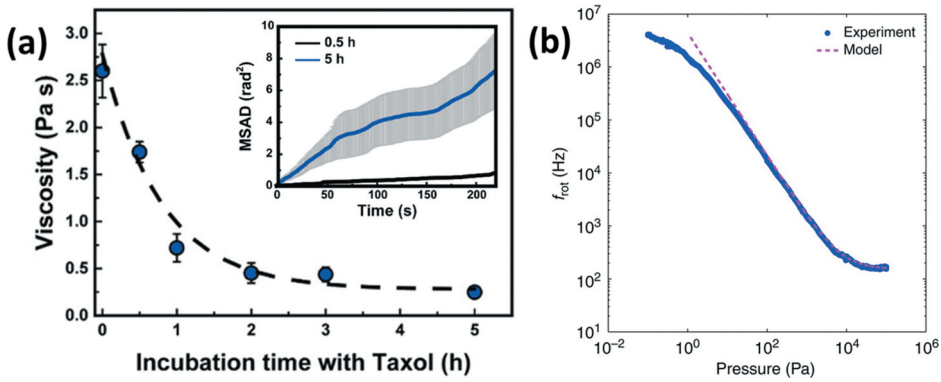 (a)
Viscosity (Pa s)
3.0
2.5
2.0
1.5
1.0
0.5
0.0
0 1 2 3 4 5
Incubation time with Taxol (h)
0.5 h
5 h
MSAD (rad²)
10
8
6
4
2
0
0 50 100 150 200
Time (s)
(b)
Experiment
Model
f_rot (Hz)
10⁷
10⁶
10⁵
10⁴
10³
10²
10¹
10⁻² 10⁰ 10² 10⁴ 10⁶
Pressure (Pa)